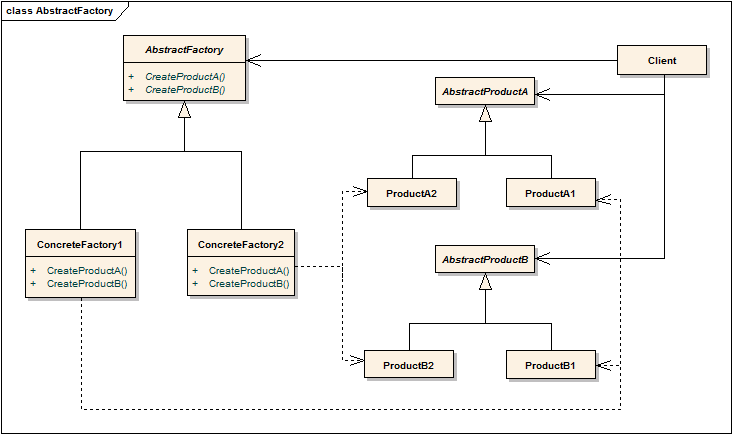 class AbstractFactory
AbstractFactory
+ CreateProductA()
+ CreateProductB()
Client
AbstractProductA
ProductA2
ProductA1
ConcreteFactory1
+ CreateProductA()
+ CreateProductB()
ConcreteFactory2
+ CreateProductA()
+ CreateProductB()
AbstractProductB
ProductB2
ProductB1